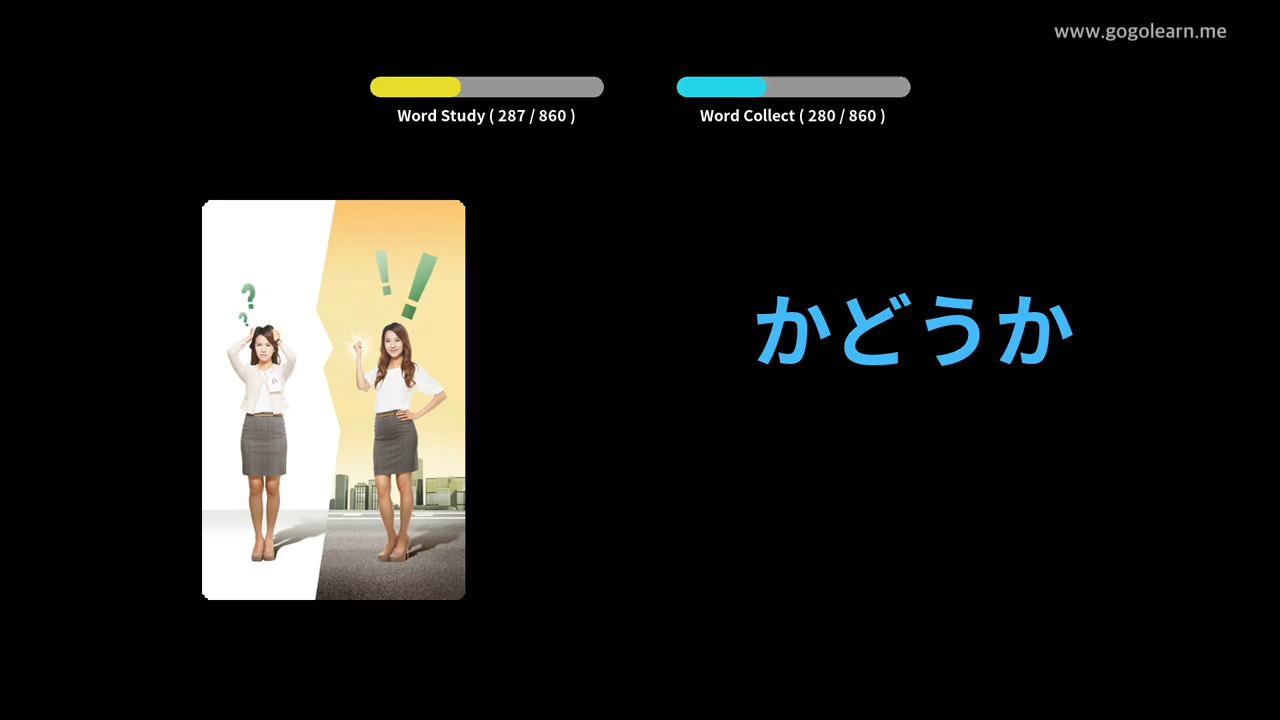 www.gogolearn.me
Word Study ( 287 / 860 )
Word Collect ( 280 / 860 )
? ? ! !
かどうか